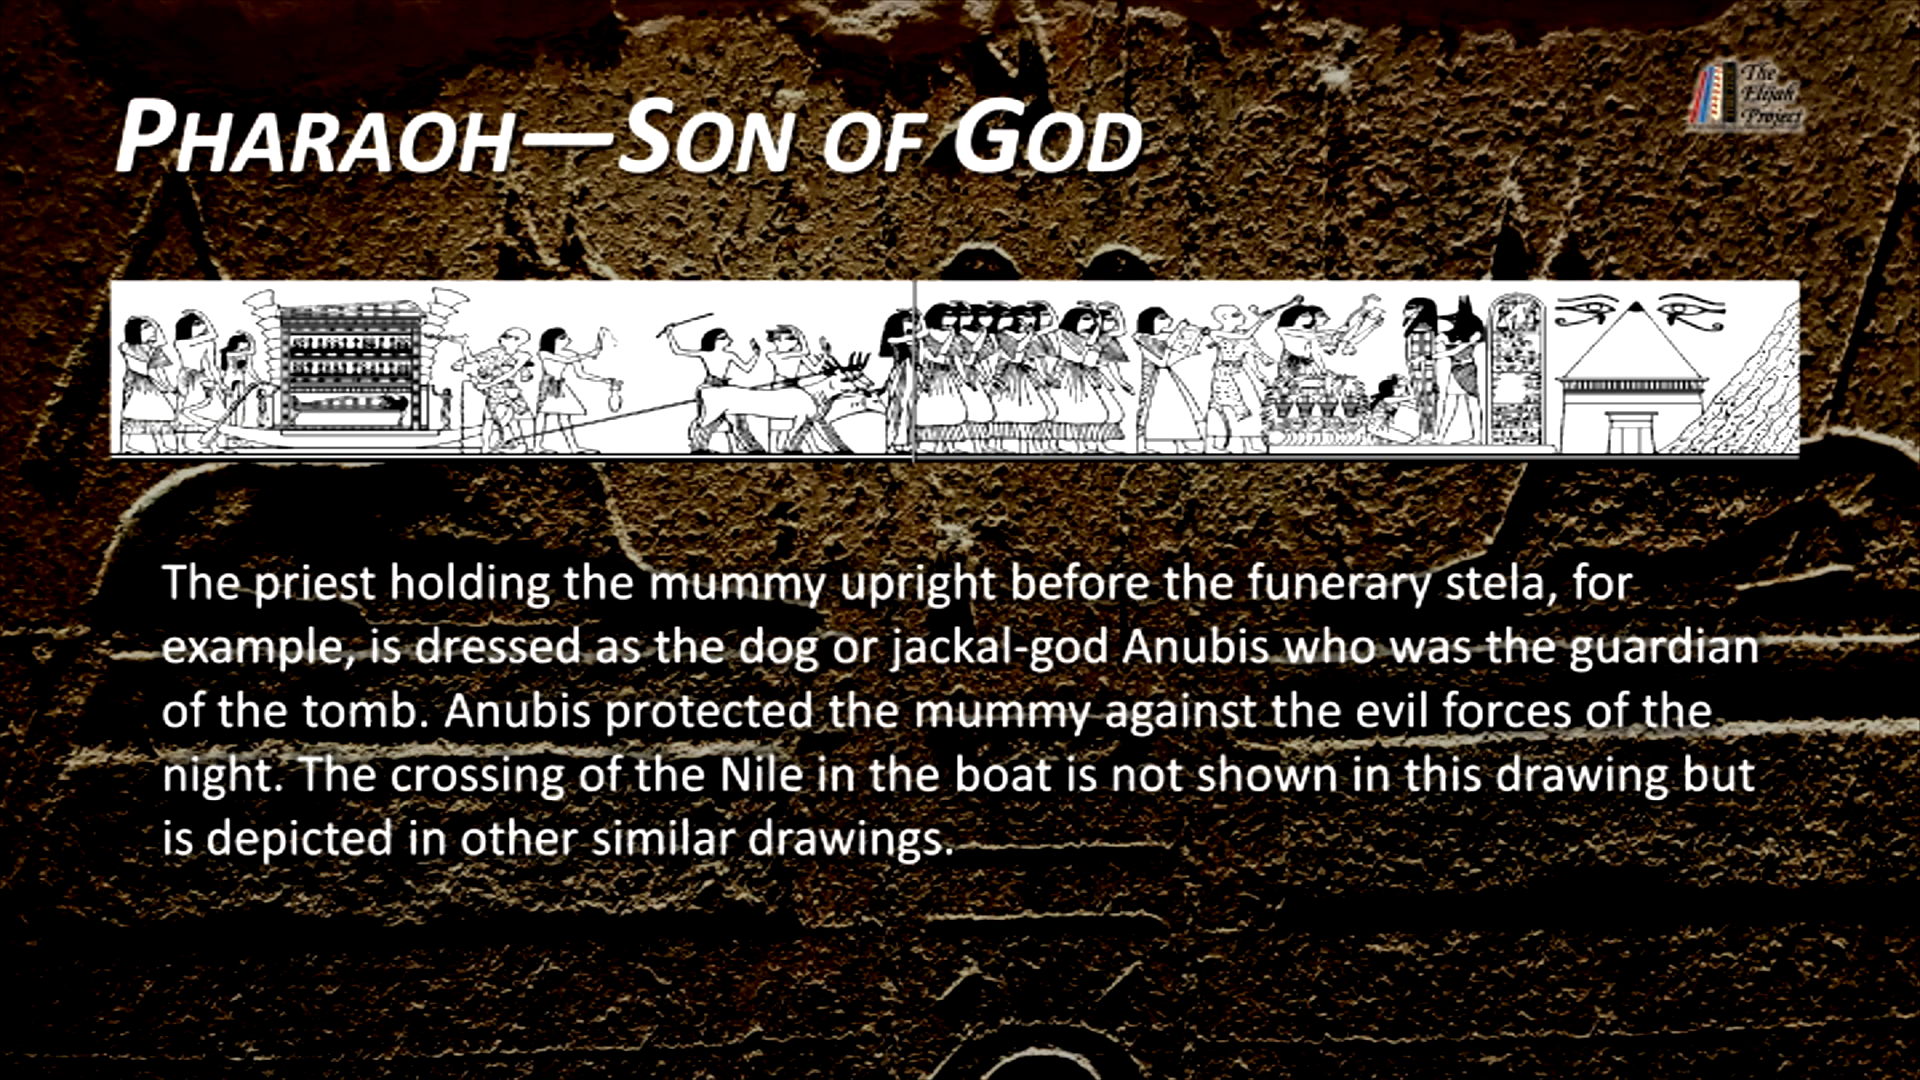 PHARAOH—SON OF GOD
The
Elijah
Project
The priest holding the mummy upright before the funerary stela, for
example, is dressed as the dog or jackal-god Anubis who was the guardian
of the tomb. Anubis protected the mummy against the evil forces of the
night. The crossing of the Nile in the boat is not shown in this drawing but
is depicted in other similar drawings.